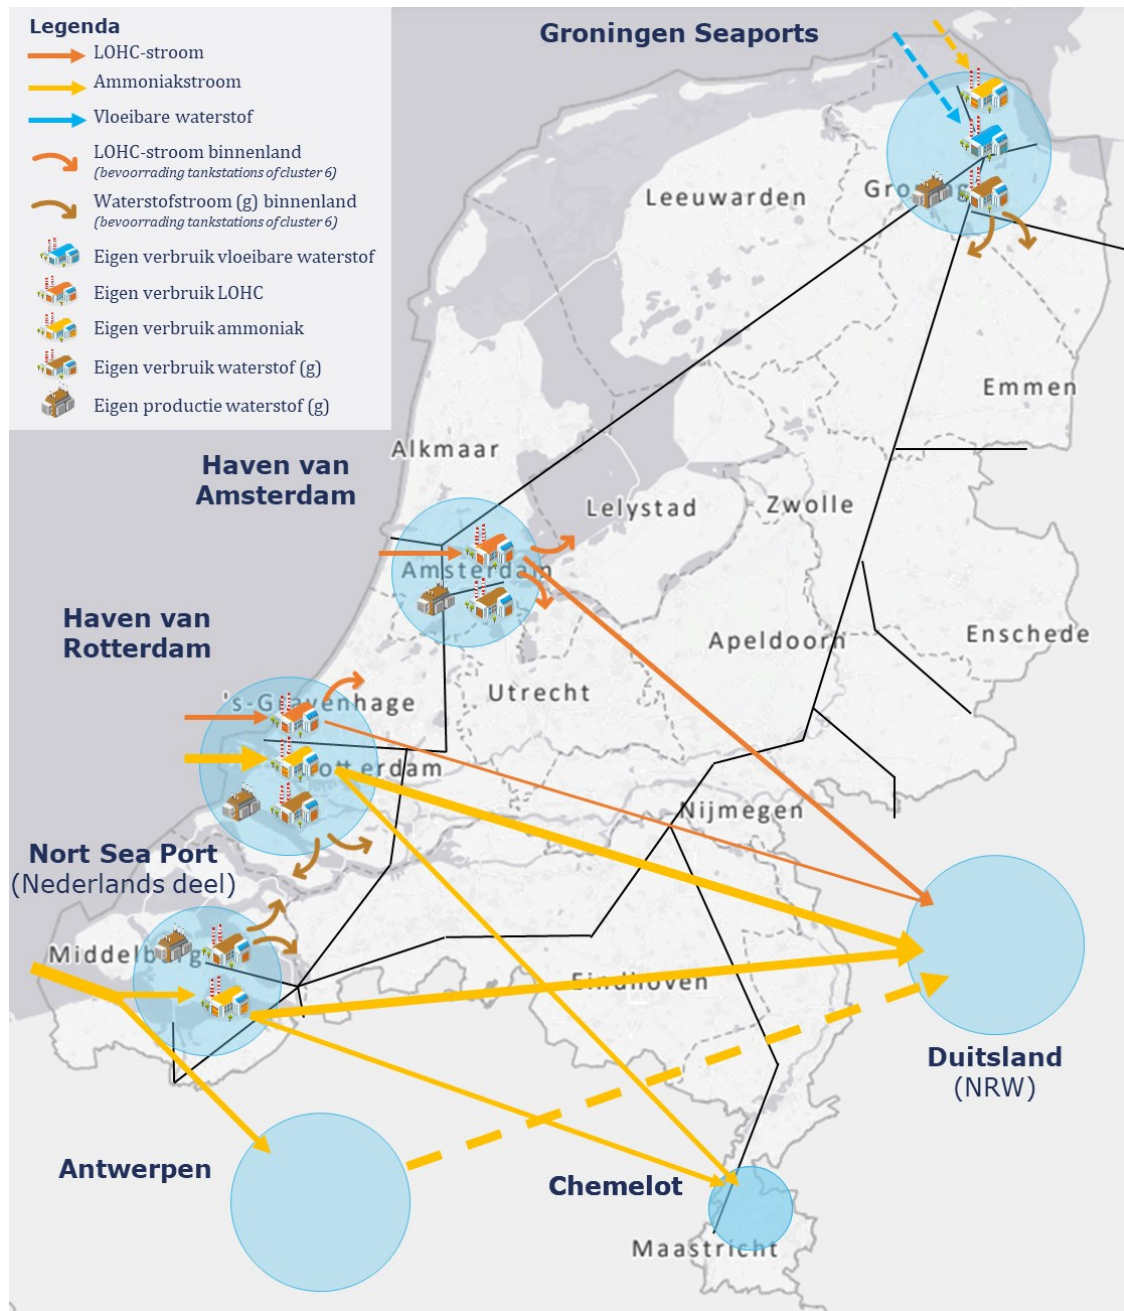 Legenda
LOHC-stroom
Ammoniakstroom
Vloeibare waterstof
LOHC-stroom binnenland
(bevoorrading tankstations of cluster 6)
Waterstofstroom (g) binnenland
(bevoorrading tankstations of cluster 6)
Eigen verbruik vloeibare waterstof
Eigen verbruik LOHC
Eigen verbruik ammoniak
Eigen verbruik waterstof (g)
Eigen productie waterstof (g)
Groningen Seaports
Leeuwarden
Emmen
Alkmaar
Haven van
Amsterdam
Lelystad
Zwolle
Amsterdam
Haven van
Rotterdam
Apeldoorn
Enschede
's-Gravenhage
Utrecht
Nijmegen
Nort Sea Port
(Nederlands deel)
Middelburg
Eindhoven
Duitsland
(NRW)
Antwerpen
Chemelot
Maastricht